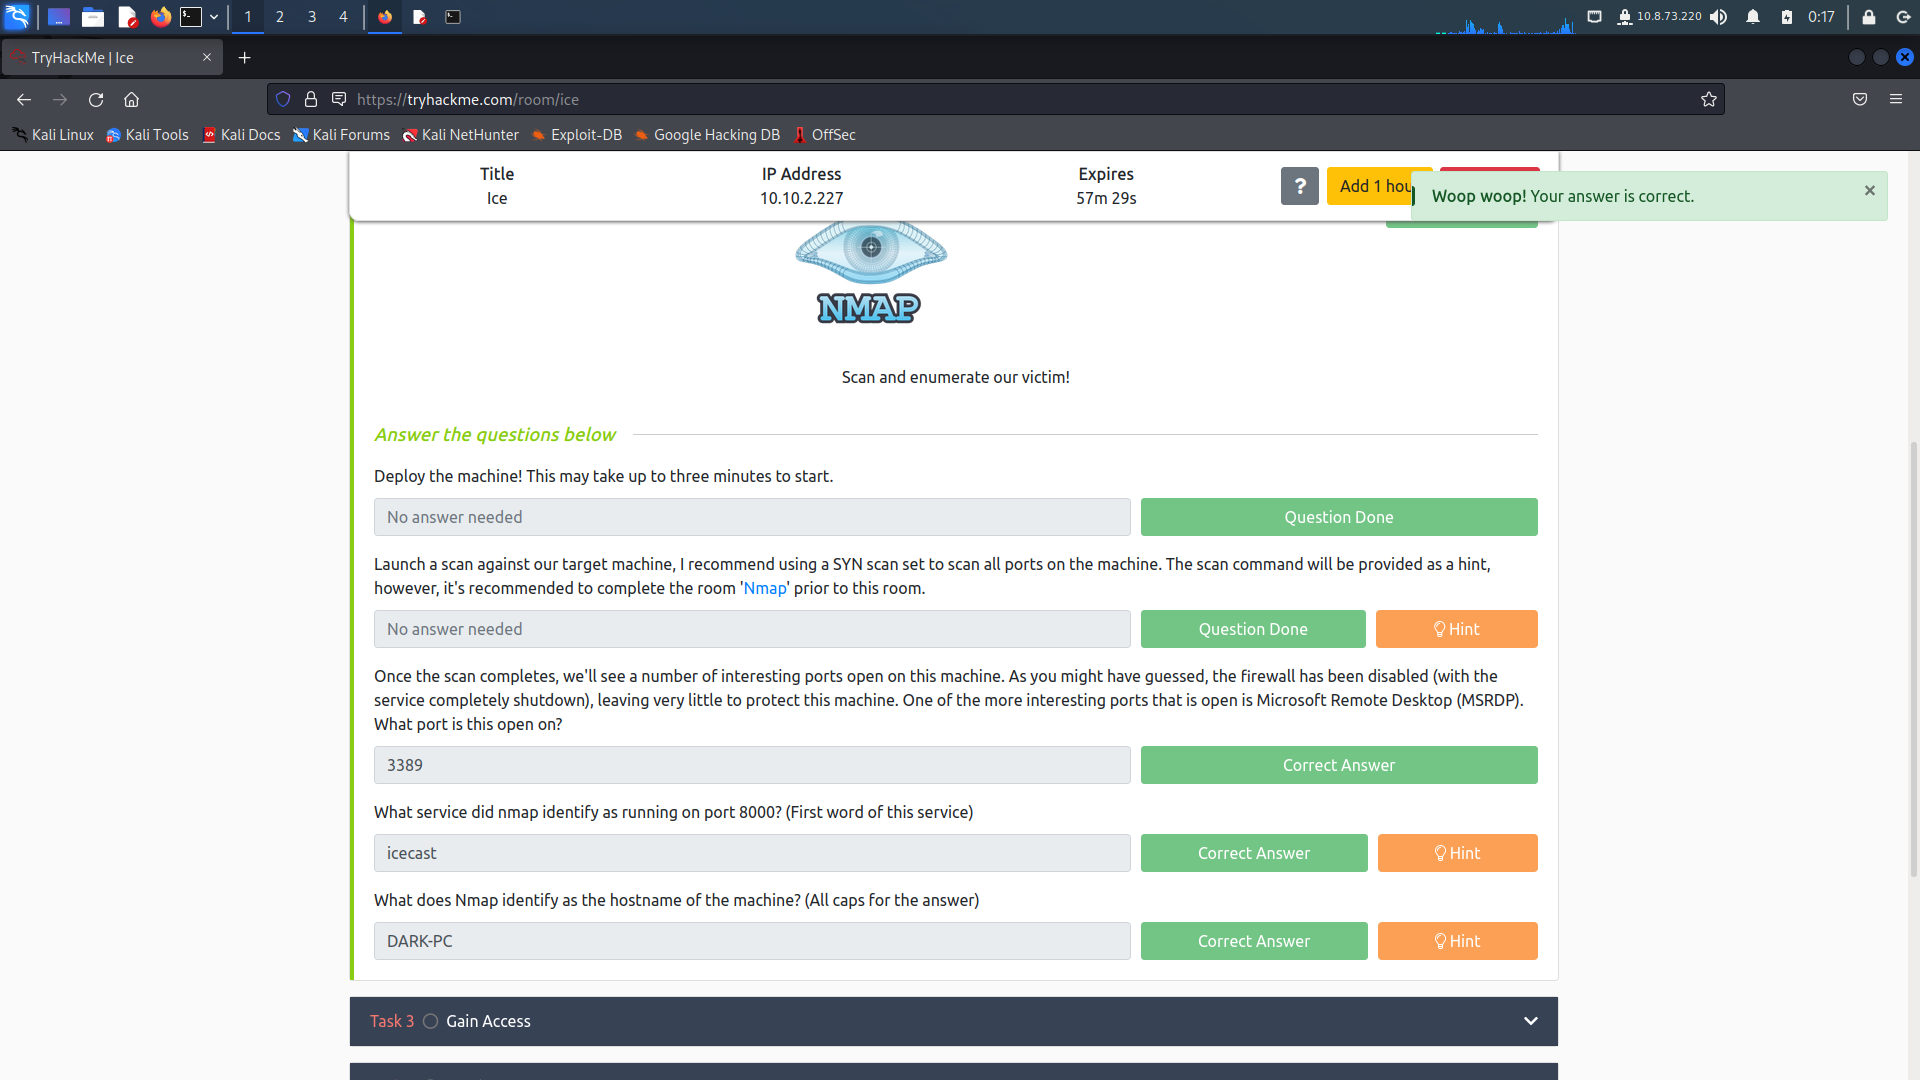 1 2 3 4 10.8.73.220 0:17
TryHackMe | Ice
https://tryhackme.com/room/ice
Kali Linux Kali Tools Kali Docs Kali Forums Kali NetHunter Exploit-DB Google Hacking DB OffSec
Title IP Address Expires
Ice 10.10.2.227 57m 29s
? Add 1 hou
Woop woop! Your answer is correct. ×
NMAP
Scan and enumerate our victim!
Answer the questions below
Deploy the machine! This may take up to three minutes to start.
No answer needed Question Done
Launch a scan against our target machine, I recommend using a SYN scan set to scan all ports on the machine. The scan command will be provided as a hint,
however, it's recommended to complete the room 'Nmap' prior to this room.
No answer needed Question Done Hint
Once the scan completes, we'll see a number of interesting ports open on this machine. As you might have guessed, the firewall has been disabled (with the
service completely shutdown), leaving very little to protect this machine. One of the more interesting ports that is open is Microsoft Remote Desktop (MSRDP).
What port is this open on?
3389 Correct Answer
What service did nmap identify as running on port 8000? (First word of this service)
icecast Correct Answer Hint
What does Nmap identify as the hostname of the machine? (All caps for the answer)
DARK-PC Correct Answer Hint
Task 3 Gain Access